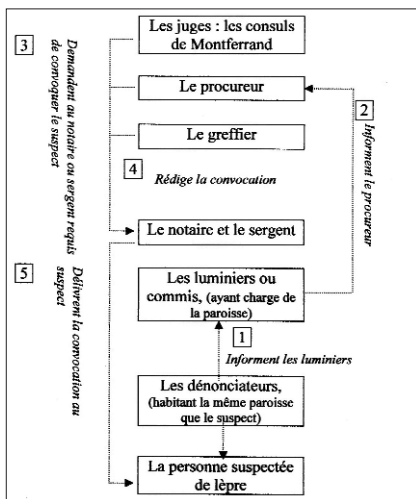 Les juges : les consuls
de Montferrand
3
Demandent au notaire ou sergent requis
de convoquer le suspect
Le procureur
2
Informent le procureur
Le greffier
4
Rédige la convocation
Le notaire et le sergent
5
Délivrent la convocation au
suspect
Les luminiers ou
commis, (ayant charge de
la paroisse)
1
Informent les luminiers
Les dénonciateurs,
(habitant la même paroisse
que le suspect)
La personne suspectée
de lèpre